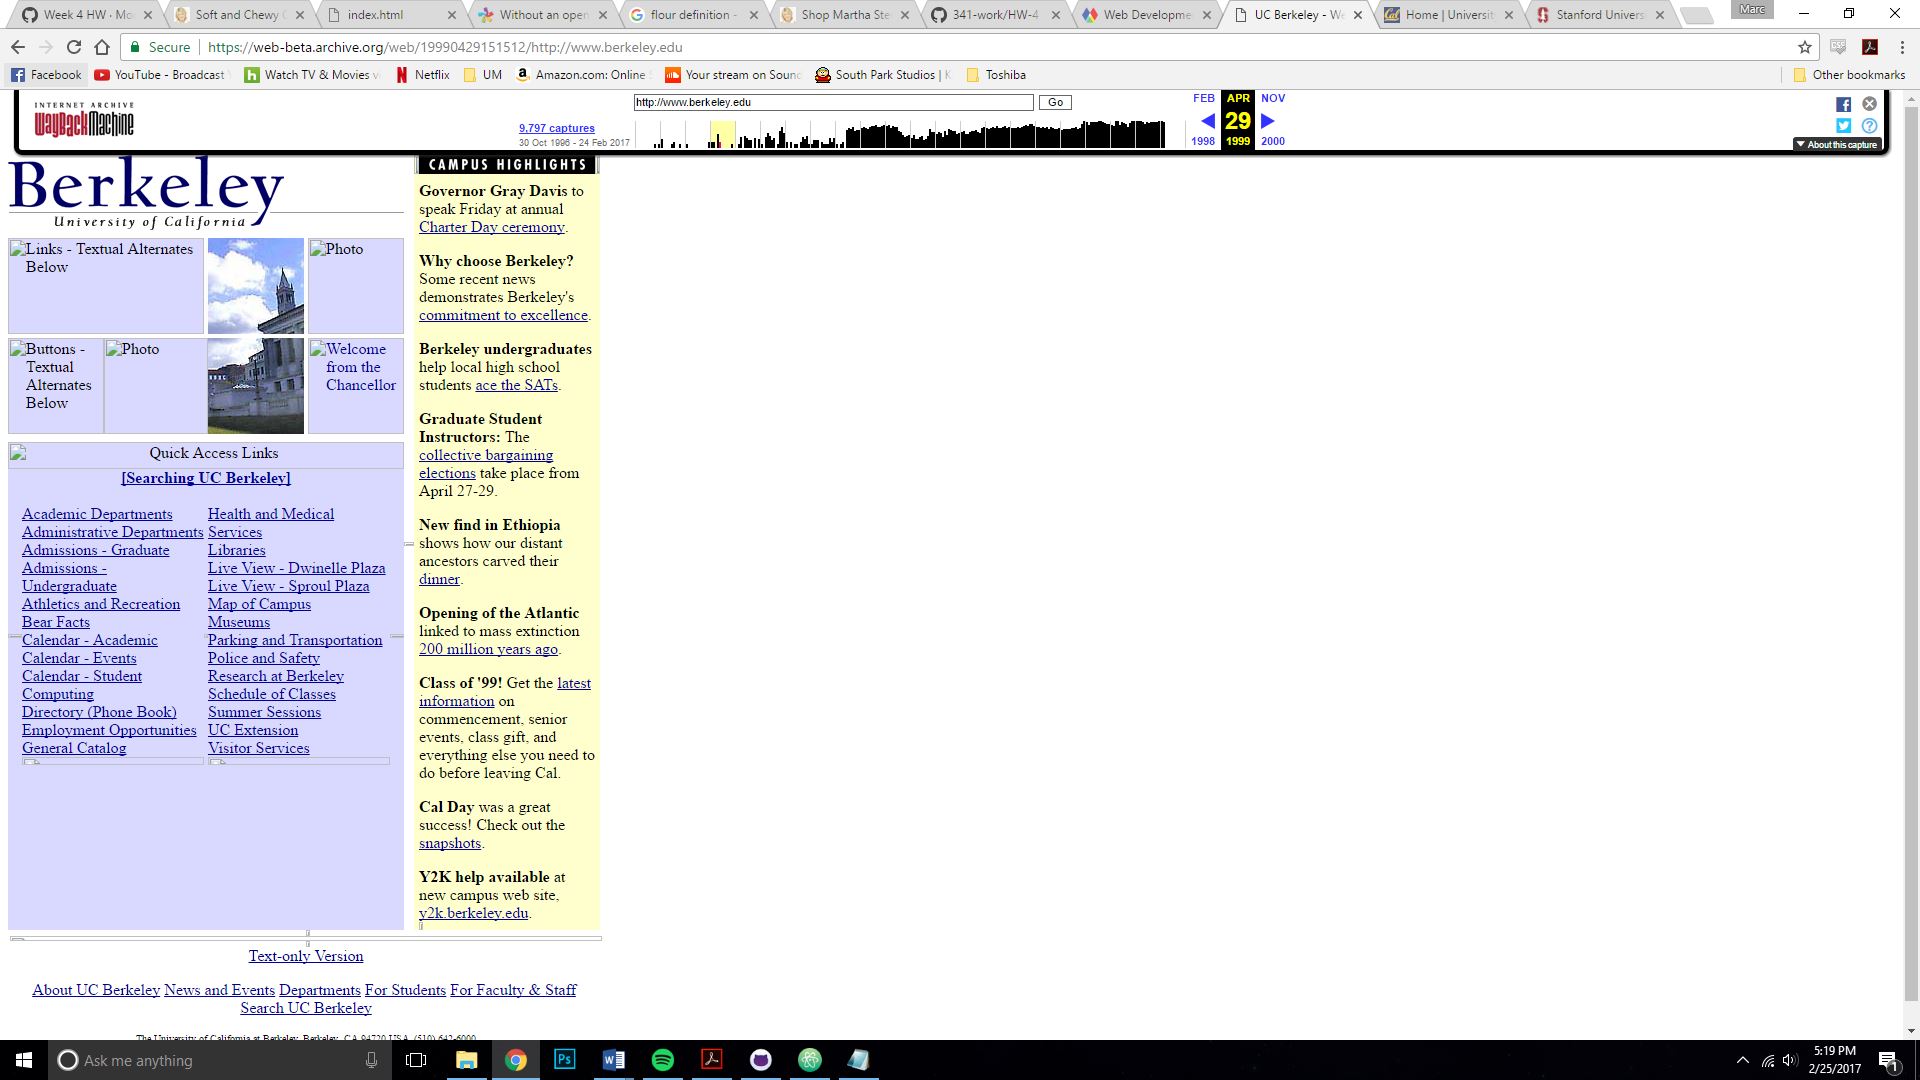 Week 4 HW · Mo
Soft and Chewy C
index.html
Without an open
flour definition -
Shop Martha Ste
341-work/HW-4
Web Developme
UC Berkeley - We
Home | Universit
Stanford Univers
Marc
Secure
https://web-beta.archive.org/web/19990429151512/http://www.berkeley.edu
Facebook
YouTube - Broadcast
Watch TV & Movies
Netflix
UM
Amazon.com: Online
Your stream on Soun
South Park Studios |
Toshiba
Other bookmarks
INTERNET ARCHIVE
WayBackMachine
http://www.berkeley.edu
Go
9,797 captures
30 Oct 1996 - 24 Feb 2017
FEB APR NOV
29
1998 1999 2000
About this capture
Berkeley
University of California
Links - Textual Alternates
Below
Photo
Buttons -
Textual
Alternates
Below
Photo
Welcome
from the
Chancellor
Quick Access Links
[Searching UC Berkeley]
Academic Departments
Administrative Departments
Admissions - Graduate
Admissions -
Undergraduate
Athletics and Recreation
Bear Facts
Calendar - Academic
Calendar - Events
Calendar - Student
Computing
Directory (Phone Book)
Employment Opportunities
General Catalog
Health and Medical
Services
Libraries
Live View - Dwinelle Plaza
Live View - Sproul Plaza
Map of Campus
Museums
Parking and Transportation
Police and Safety
Research at Berkeley
Schedule of Classes
Summer Sessions
UC Extension
Visitor Services
CAMPUS HIGHLIGHTS
Governor Gray Davis to
speak Friday at annual
Charter Day ceremony.
Why choose Berkeley?
Some recent news
demonstrates Berkeley's
commitment to excellence.
Berkeley undergraduates
help local high school
students ace the SATs.
Graduate Student
Instructors: The
collective bargaining
elections take place from
April 27-29.
New find in Ethiopia
shows how our distant
ancestors carved their
dinner.
Opening of the Atlantic
linked to mass extinction
200 million years ago.
Class of '99! Get the latest
information on
commencement, senior
events, class gift, and
everything else you need to
do before leaving Cal.
Cal Day was a great
success! Check out the
snapshots.
Y2K help available at
new campus web site,
y2k.berkeley.edu.
Text-only Version
About UC Berkeley News and Events Departments For Students For Faculty & Staff
Search UC Berkeley
The University of California at Berkeley, Berkeley, CA 94720 USA, (510) 642-6000
Ask me anything
5:19 PM
2/25/2017
1